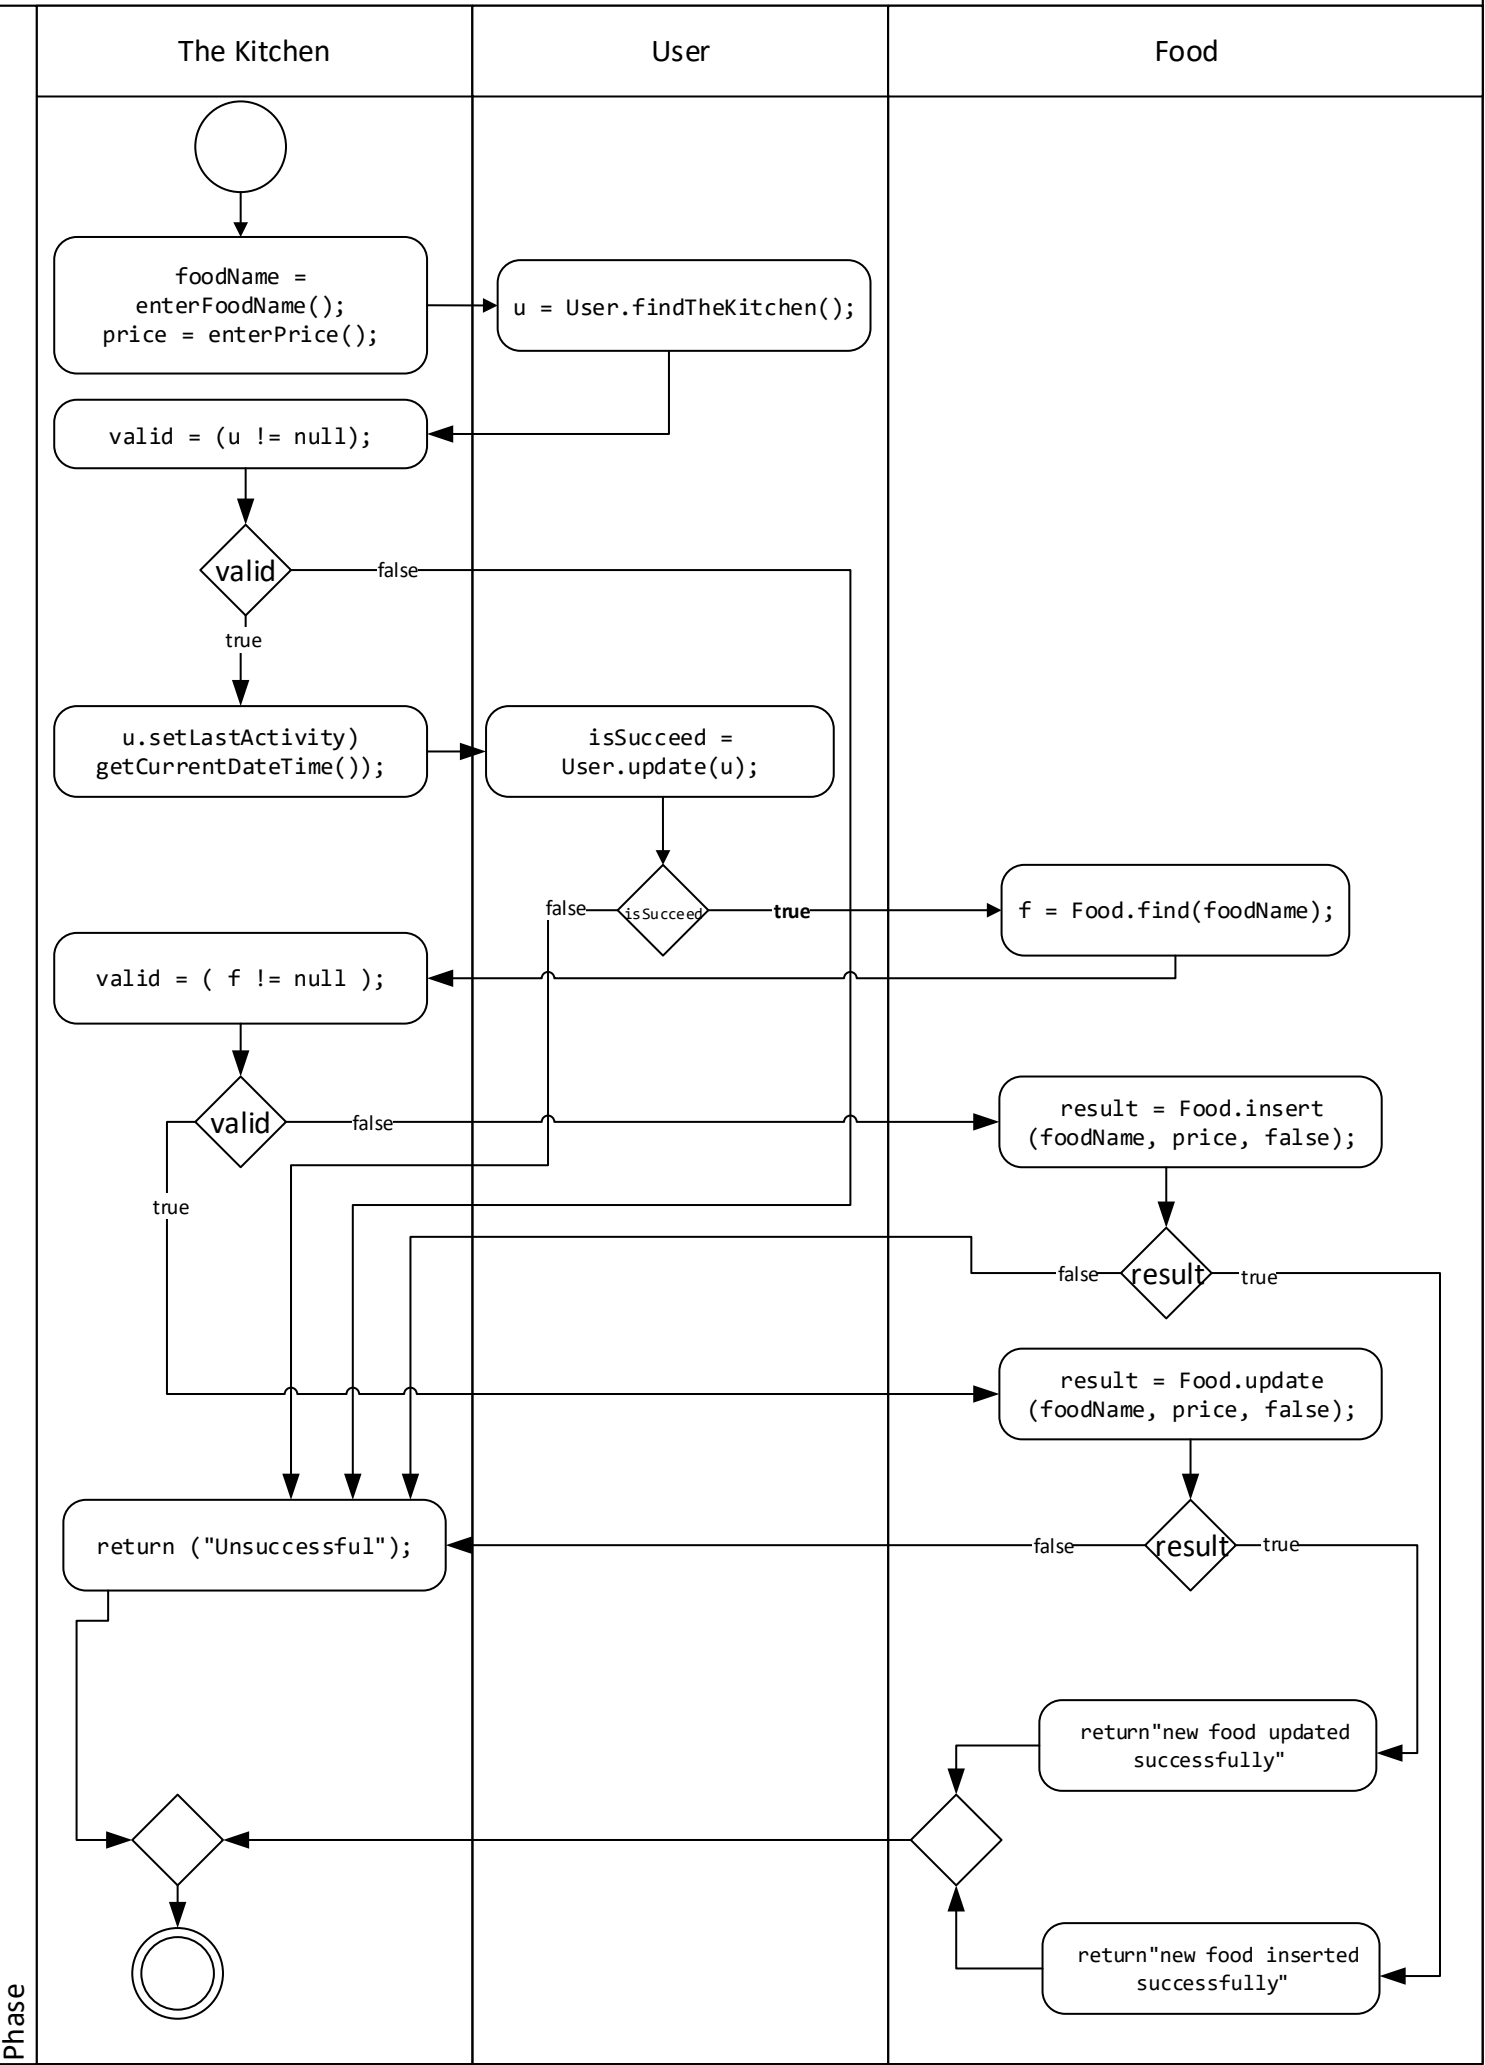 The Kitchen
User
Food
foodName =
enterFoodName();
price = enterPrice();
u = User.findTheKitchen();
valid = (u != null);
valid
false
true
u.setLastActivity)
getCurrentDateTime());
isSucceed =
User.update(u);
false
isSucceed
true
f = Food.find(foodName);
valid = ( f != null );
valid
false
true
result = Food.insert
(foodName, price, false);
false
result
true
result = Food.update
(foodName, price, false);
return ("Unsuccessful");
false
result
true
return"new food updated
successfully"
return"new food inserted
successfully"
Phase